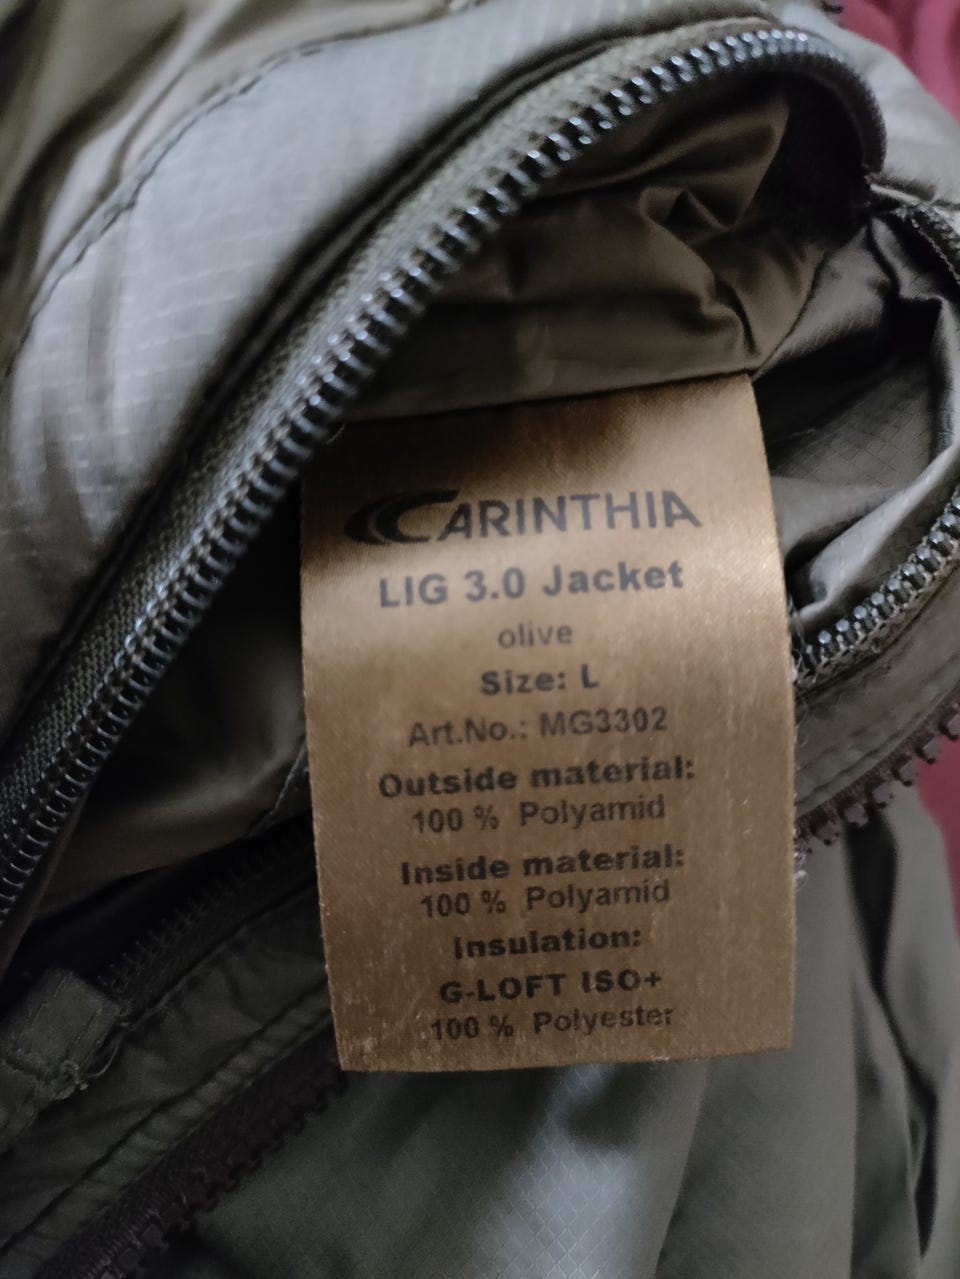 CARINTHIA
LIG 3.0 Jacket
olive
Size: L
Art.No.: MG3302
Outside material:
100 % Polyamid
Inside material:
100 % Polyamid
Insulation:
G-LOFT ISO+
100 % Polyester